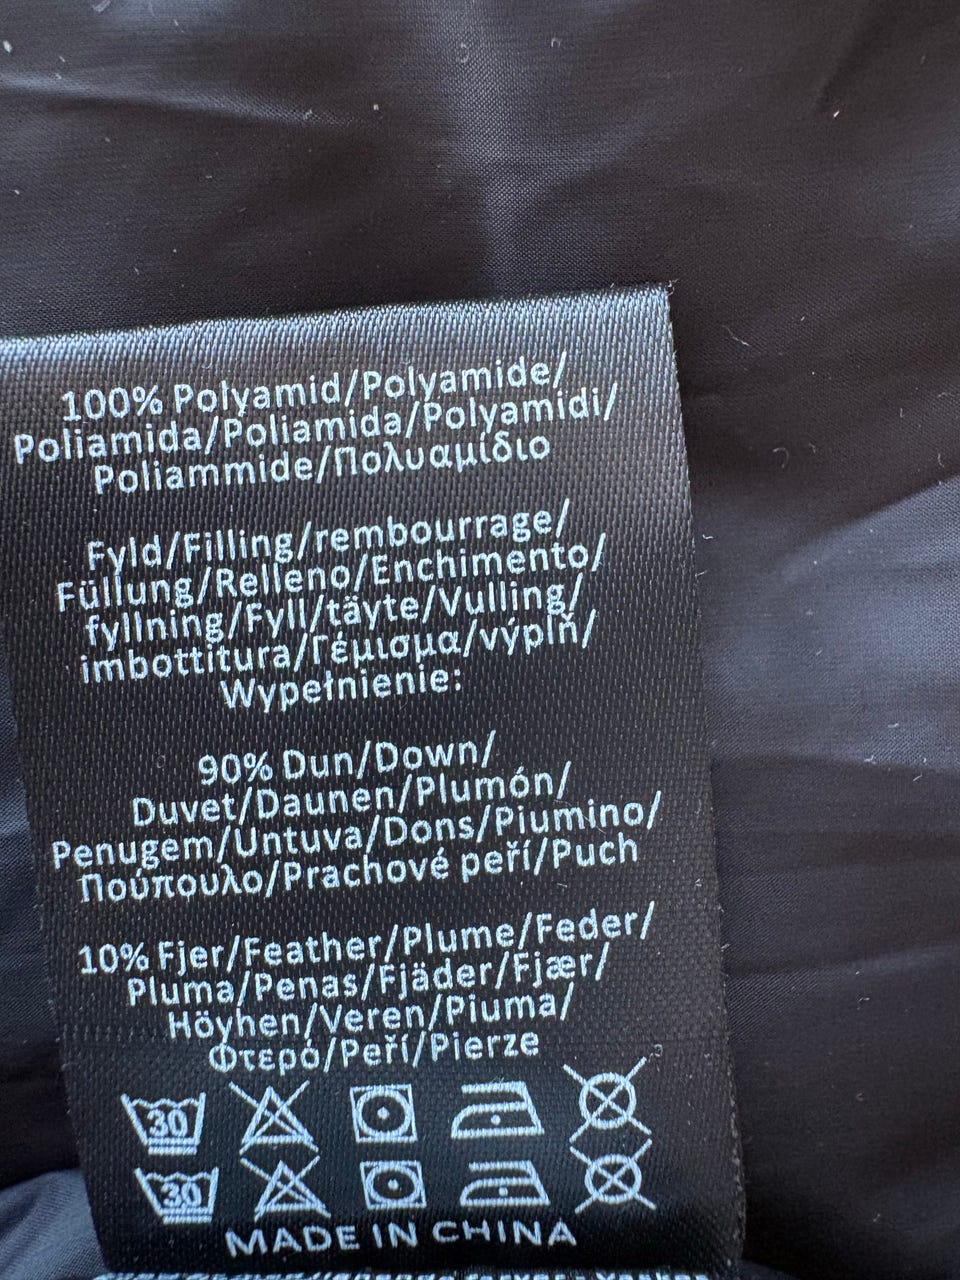 100% Polyamid/Polyamide/
Poliamida/Poliamida/Polyamidi/
Poliammide/Πολυαμίδιο
Fyld/Filling/rembourrage/
Füllung/Relleno/Enchimento/
fyllning/Fyll/täyte/Vulling/
imbottitura/Γέμισμα/výplň/
Wypełnienie:
90% Dun/Down/
Duvet/Daunen/Plumón/
Penugem/Untuva/Dons/Piumino/
Πούπουλο/Prachové peří/Puch
10% Fjer/Feather/Plume/Feder/
Pluma/Penas/Fjäder/Fjær/
Höyhen/Veren/Piuma/
Φτερό/Peří/Pierze
30
30
MADE IN CHINA